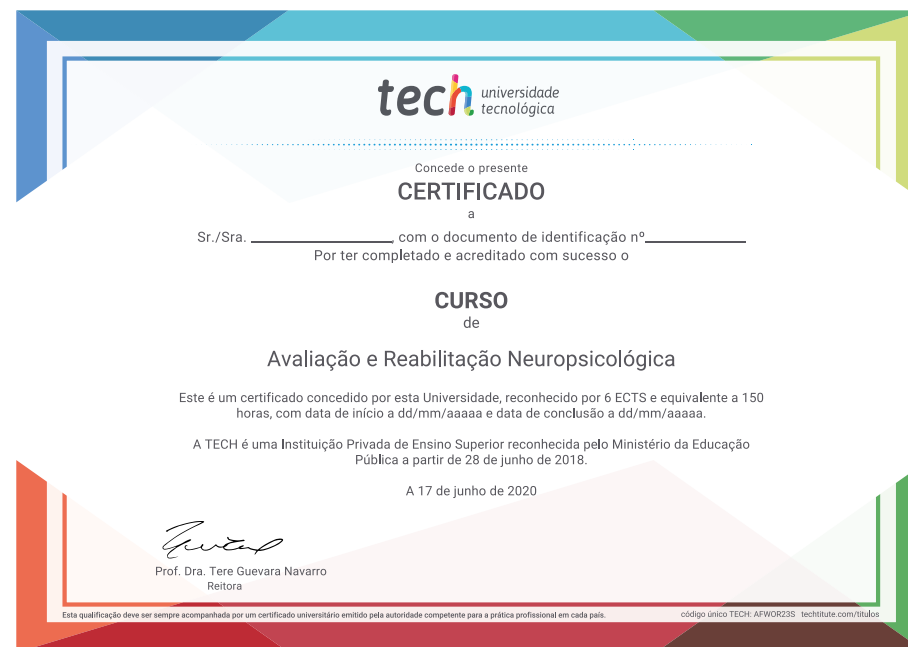 tech universidade
tecnológica
Concede o presente
CERTIFICADO
a
Sr./Sra. ____________________, com o documento de identificação nº______________
Por ter completado e acreditado com sucesso o
CURSO
de
Avaliação e Reabilitação Neuropsicológica
Este é um certificado concedido por esta Universidade, reconhecido por 6 ECTS e equivalente a 150
horas, com data de início a dd/mm/aaaaa e data de conclusão a dd/mm/aaaaa.
A TECH é uma Instituição Privada de Ensino Superior reconhecida pelo Ministério da Educação
Pública a partir de 28 de junho de 2018.
A 17 de junho de 2020
Prof. Dra. Tere Guevara Navarro
Reitora
Esta qualificação deve ser sempre acompanhada por um certificado universitário emitido pela autoridade competente para a prática profissional em cada país.
código único TECH: AFWOR23S techtitute.com/titulos